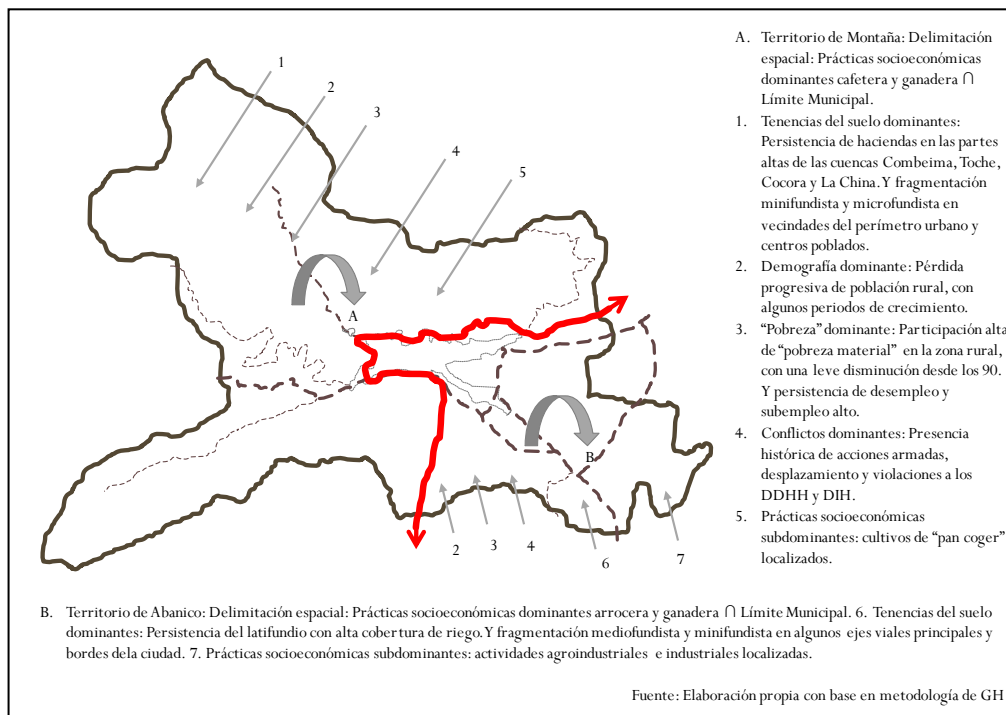 1
2
3
4
5
A
B
2
3
4
6
7
A. Territorio de Montaña: Delimitación
espacial: Prácticas socioeconómicas
dominantes cafetera y ganadera ∩
Límite Municipal.
1. Tenencias del suelo dominantes:
Persistencia de haciendas en las partes
altas de las cuencas Combeima, Toche,
Cocora y La China. Y fragmentación
minifundista y microfundista en
vecindades del perímetro urbano y
centros poblados.
2. Demografía dominante: Pérdida
progresiva de población rural, con
algunos periodos de crecimiento.
3. “Pobreza” dominante: Participación alta
de “pobreza material” en la zona rural,
con una leve disminución desde los 90.
Y persistencia de desempleo y
subempleo alto.
4. Conflictos dominantes: Presencia
histórica de acciones armadas,
desplazamiento y violaciones a los
DDHH y DIH.
5. Prácticas socioeconómicas
subdominantes: cultivos de “pan coger”
localizados.
B. Territorio de Abanico: Delimitación espacial: Prácticas socioeconómicas dominantes arrocera y ganadera ∩ Límite Municipal. 6. Tenencias del suelo
dominantes: Persistencia del latifundio con alta cobertura de riego. Y fragmentación mediofundista y minifundista en algunos ejes viales principales y
bordes dela ciudad. 7. Prácticas socioeconómicas subdominantes: actividades agroindustriales e industriales localizadas.
Fuente: Elaboración propia con base en metodología de GH